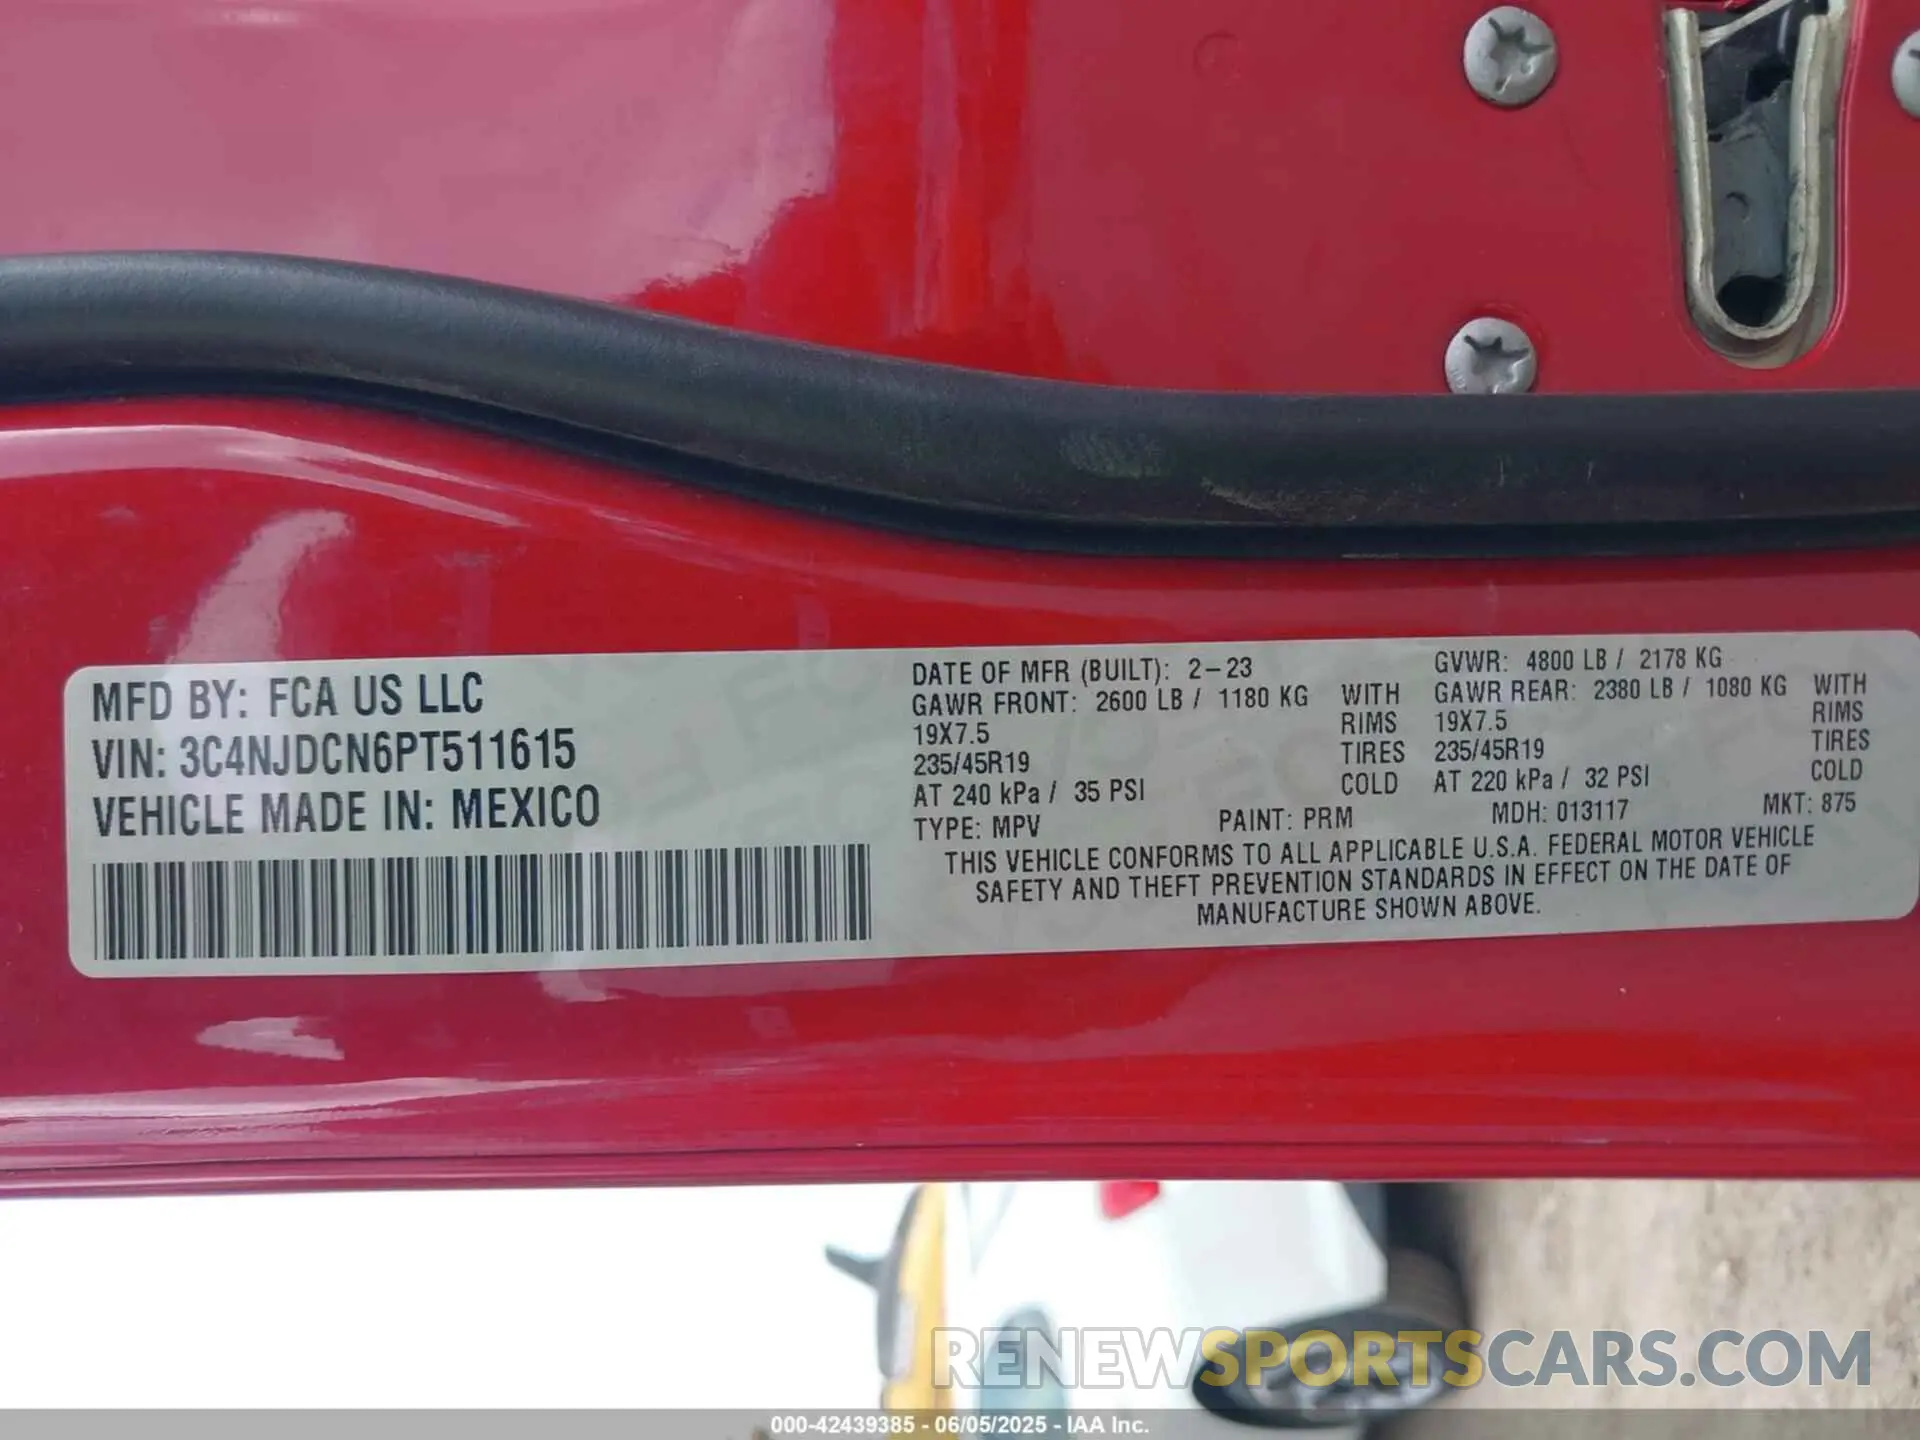 MFD BY: FCA US LLC
VIN: 3C4NJDCN6PT511615
VEHICLE MADE IN: MEXICO
DATE OF MFR (BUILT): 2-23
GVWR: 4800 LB / 2178 KG
GAWR FRONT: 2600 LB / 1180 KG WITH
GAWR REAR: 2380 LB / 1080 KG WITH
19X7.5 RIMS
19X7.5 RIMS
235/45R19 TIRES
235/45R19 TIRES
AT 240 kPa / 35 PSI COLD
AT 220 kPa / 32 PSI COLD
TYPE: MPV PAINT: PRM MDH: 013117 MKT: 875
THIS VEHICLE CONFORMS TO ALL APPLICABLE U.S.A. FEDERAL MOTOR VEHICLE
SAFETY AND THEFT PREVENTION STANDARDS IN EFFECT ON THE DATE OF
MANUFACTURE SHOWN ABOVE.
RENEWSPORTSCARS.COM
000-42439385 - 06/05/2025 - IAA Inc.